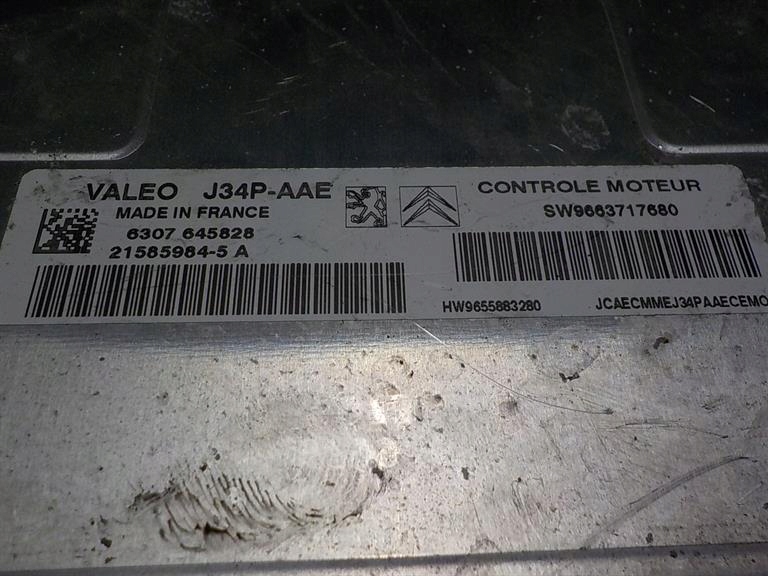 VALEO J34P-AAE
MADE IN FRANCE
6307 645828
21585984-5 A
CONTROLE MOTEUR
SW9663717680
HW9655883280
JCAECMMEJ34PAAECEMO